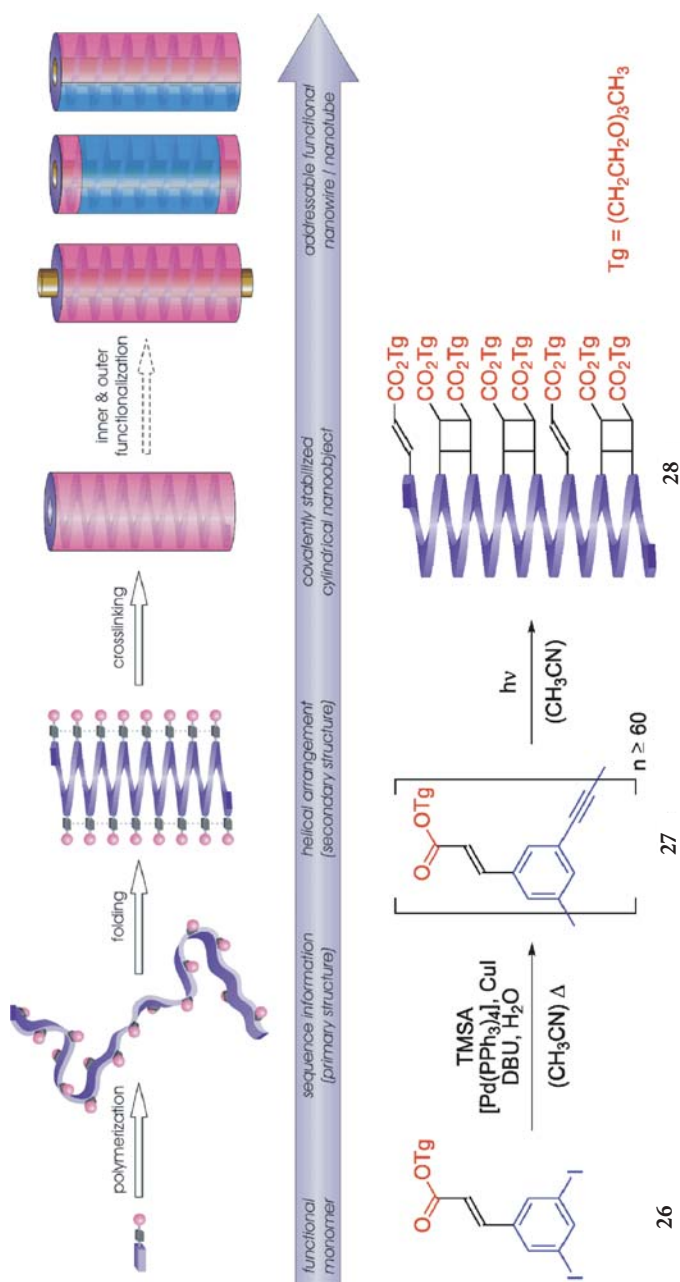 polymerization
folding
crosslinking
inner & outer
functionalization
functional
monomer
sequence information
[primary structure]
helical arrangement
[secondary structure]
covalently stabilized
cylindrical nanoobject
addressable functional
nanowire / nanotube
O
OTg
I
I
26
TMSA
[Pd(PPh3)4], CuI
DBU, H2O
(CH3CN) Δ
O
OTg
n ≥ 60
27
hν
(CH3CN)
CO2Tg
CO2Tg
CO2Tg
CO2Tg
CO2Tg
CO2Tg
CO2Tg
CO2Tg
28
Tg = (CH2CH2O)3CH3